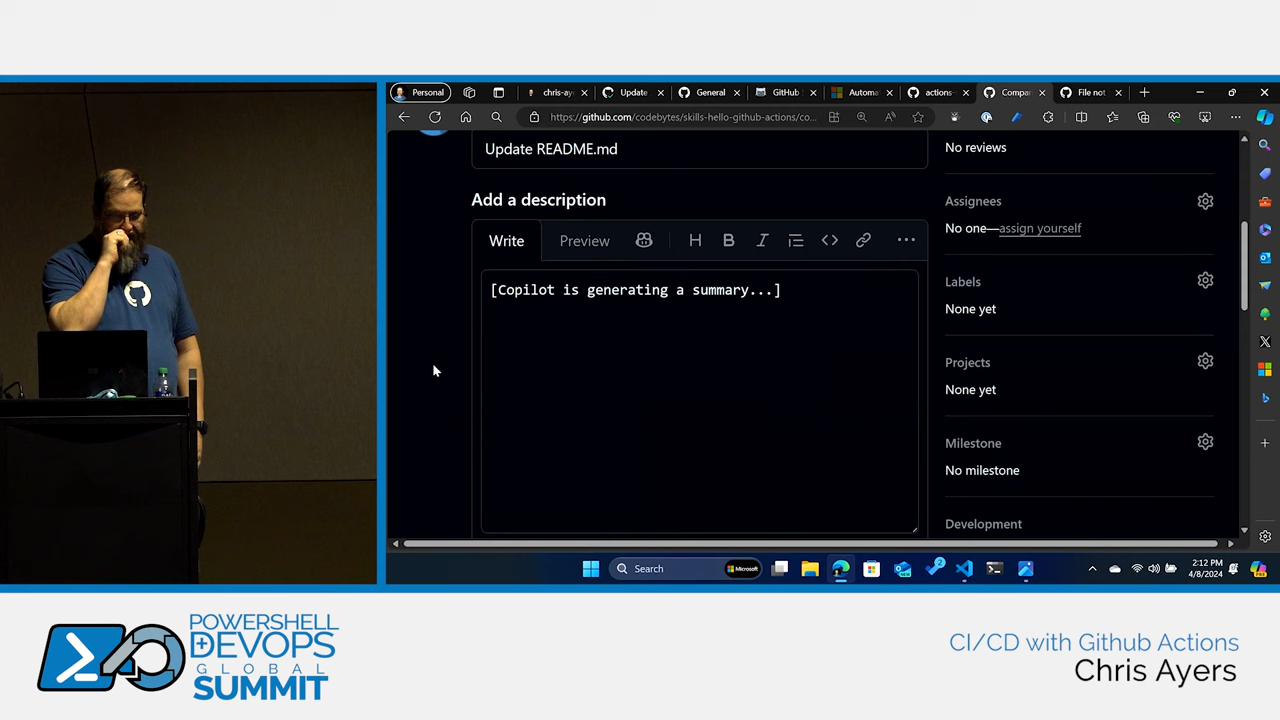 Personal
chris-ay
Update
General
GitHub
Automa
actions-
Compa
File not
https://github.com/codebytes/skills-hello-github-actions/co...
Update README.md
No reviews
Add a description
Assignees
No one—assign yourself
Write
Preview
H
B
I
[Copilot is generating a summary...]
Labels
None yet
Projects
None yet
Milestone
No milestone
Development
Search
Microsoft
2:12 PM
4/8/2024
POWERSHELL
+DEVOPS
GLOBAL
SUMMIT
CI/CD with Github Actions
Chris Ayers